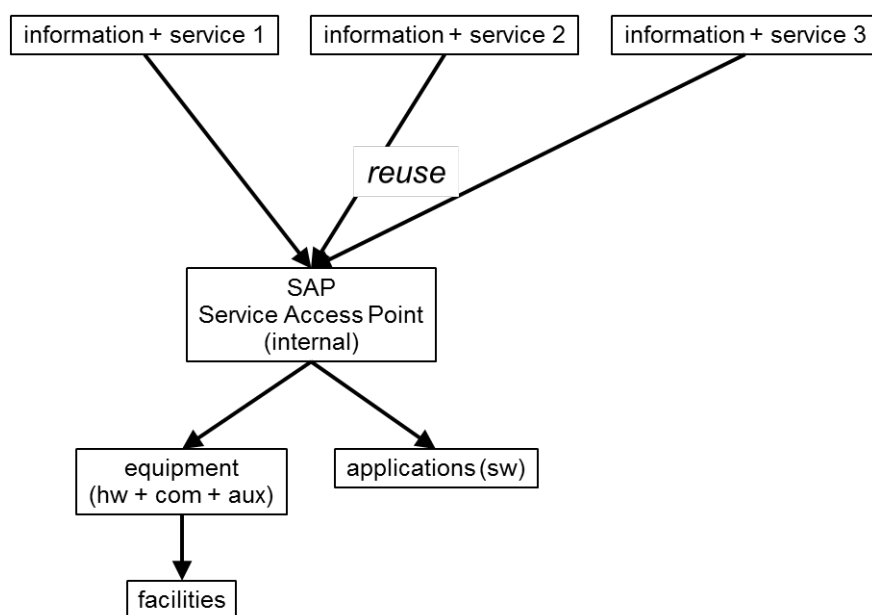 information + service 1
information + service 2
information + service 3
reuse
SAP
Service Access Point
(internal)
equipment
(hw + com + aux)
applications (sw)
facilities